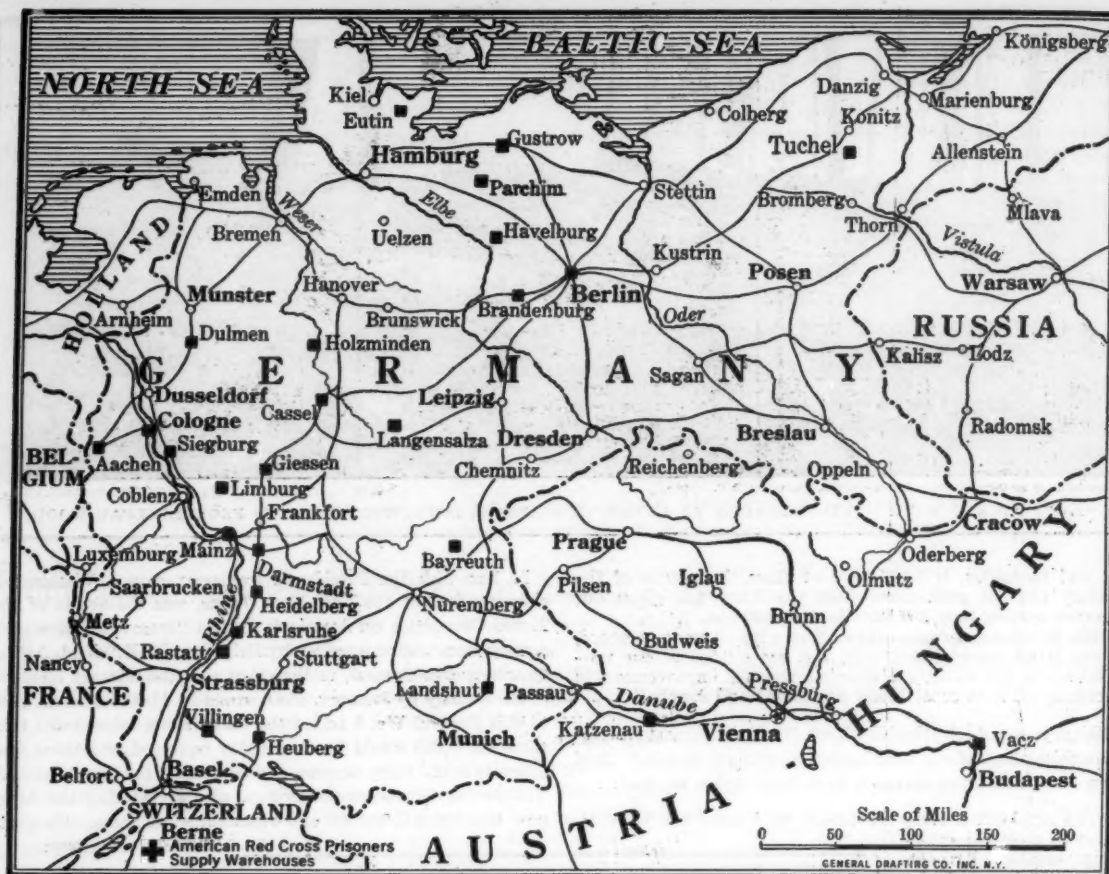 BALTIC SEA
NORTH SEA
Königsberg
Danzig
Marienburg
Kiel
Eutin
Colberg
Konitz
Tuchel
Allenstein
Gustrow
Hamburg
Parchim
Stettin
Emden
Elbe
Bromberg
Mlava
Weser
Bremen
Uelzen
Havelburg
Thorn
Vistula
HOLLAND
Kustrin
Posen
Warsaw
Hanover
Berlin
Munster
Arnheim
Brunswick
Brandenburg
Oder
RUSSIA
Dulmen
Holzminden
Kalisz
Lodz
GERMANY
Sagan
Dusseldorf
Cassel
Leipzig
Cologne
Siegburg
Langensalza
Dresden
Breslau
Radomsk
BEL-
GIUM
Aachen
Giessen
Chemnitz
Reichenberg
Oppeln
Coblenz
Limburg
Frankfort
Cracow
Mainz
Prague
Oderberg
Luxemburg
Darmstadt
Bayreuth
Saarbrucken
Heidelberg
Pilsen
Iglau
Olmutz
Metz
Rhine
Nuremberg
Brunn
Karlsruhe
Budweis
Nancy
Rastatt
Stuttgart
HUNGARY
FRANCE
Strassburg
Landshut
Passau
Danube
Pressburg
Villingen
Katzenau
Vienna
Heuberg
Munich
Vacz
Belfort
Basel
Budapest
SWITZERLAND
AUSTRIA
Scale of Miles
Berne
American Red Cross Prisoners
Supply Warehouses
0 50 100 150 200
GENERAL DRAFTING CO. INC. N.Y.